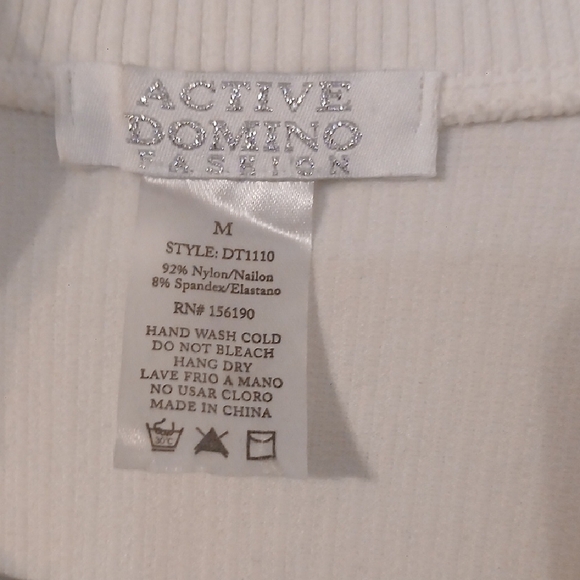 ACTIVE
DOMINO
FASHION
M
STYLE: DT1110
92% Nylon/Nailon
8% Spandex/Elastano
RN# 156190
HAND WASH COLD
DO NOT BLEACH
HANG DRY
LAVE FRIO A MANO
NO USAR CLORO
MADE IN CHINA
30°C